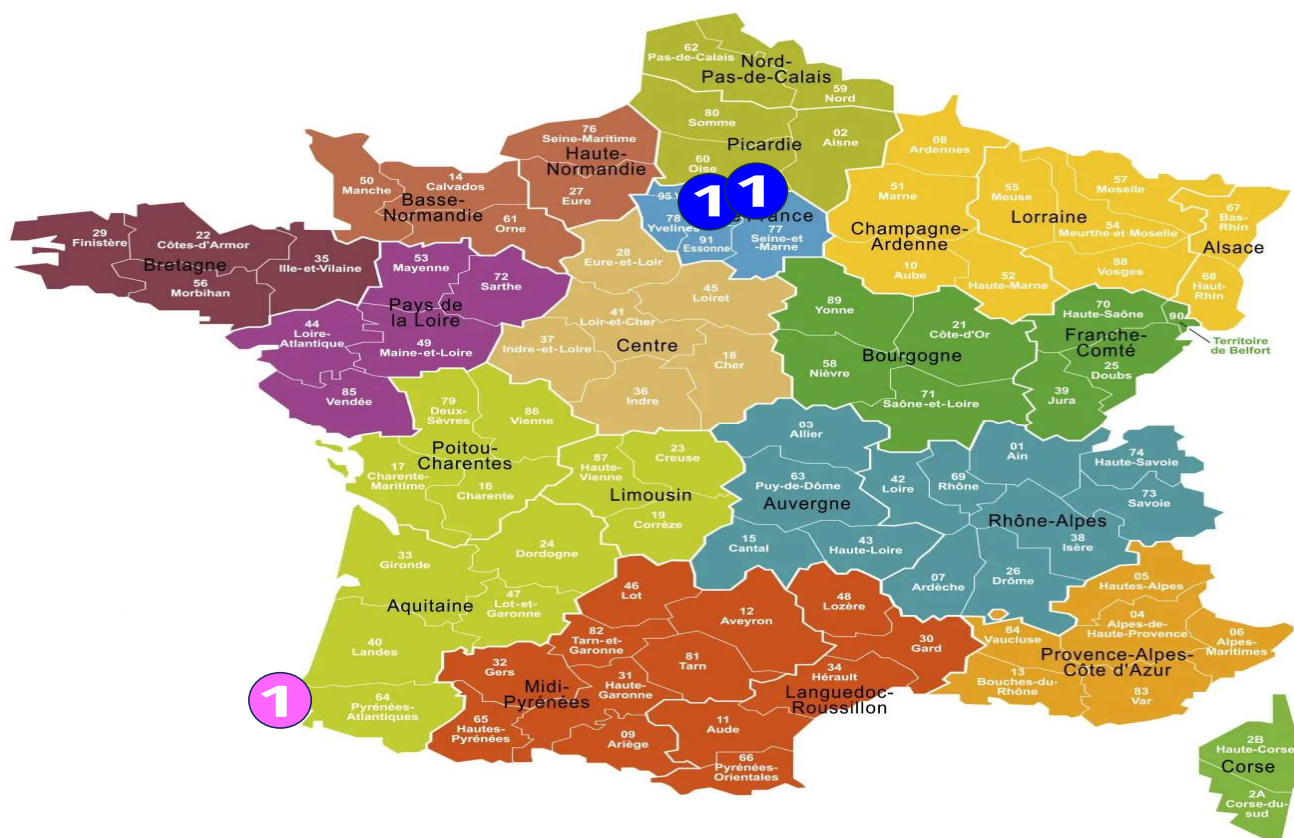 62
Pas-de-Calais
Nord-
Pas-de-Calais
59
Nord
80
Somme
02
Aisne
Picardie
60
Oise
76
Seine-Maritime
Haute-
Normandie
27
Eure
50
Manche
14
Calvados
Basse-
Normandie
61
Orne
08
Ardennes
51
Marne
Champagne-
Ardenne
10
Aube
52
Haute-Marne
55
Meuse
57
Moselle
Lorraine
54
Meurthe-et-Moselle
88
Vosges
67
Bas-
Rhin
Alsace
68
Haut-
Rhin
1
1
95
France
78
Yvelines
91
Essonne
77
Seine-et
-Marne
29
Finistère
22
Côtes-d'Armor
Bretagne
35
Ille-et-Vilaine
56
Morbihan
53
Mayenne
72
Sarthe
Pays de
la Loire
44
Loire-
Atlantique
49
Maine-et-Loire
85
Vendée
28
Eure-et-Loir
45
Loiret
41
Loir-et-Cher
37
Indre-et-Loire
Centre
18
Cher
36
Indre
89
Yonne
21
Côte-d'Or
Bourgogne
58
Nièvre
71
Saône-et-Loire
70
Haute-Saône
90
Territoire
de Belfort
Franche-
Comté
25
Doubs
39
Jura
79
Deux-
Sèvres
86
Vienne
Poitou-
Charentes
17
Charente-
Maritime
16
Charente
87
Haute-
Vienne
23
Creuse
Limousin
19
Corrèze
03
Allier
63
Puy-de-Dôme
Auvergne
15
Cantal
43
Haute-Loire
42
Loire
69
Rhône
01
Ain
74
Haute-Savoie
73
Savoie
Rhône-Alpes
38
Isère
07
Ardèche
26
Drôme
33
Gironde
24
Dordogne
Aquitaine
47
Lot-et-
Garonne
40
Landes
1
64
Pyrénées-
Atlantiques
46
Lot
12
Aveyron
82
Tarn-et-
Garonne
81
Tarn
32
Gers
Midi-
Pyrénées
31
Haute-
Garonne
65
Hautes-
Pyrénées
09
Ariège
48
Lozère
30
Gard
34
Hérault
Languedoc-
Roussillon
11
Aude
66
Pyrénées-
Orientales
05
Hautes-Alpes
04
Alpes-de-
Haute-Provence
06
Alpes-
Maritimes
84
Vaucluse
Provence-Alpes-
Côte d'Azur
13
Bouches-du-
Rhône
83
Var
2B
Haute-Corse
Corse
2A
Corse-du-
sud